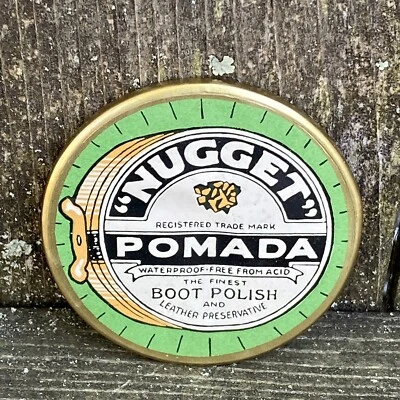 "NUGGET"
REGISTERED TRADE MARK
POMADA
WATERPROOF-FREE FROM ACID
THE FINEST
BOOT POLISH
AND
LEATHER PRESERVATIVE